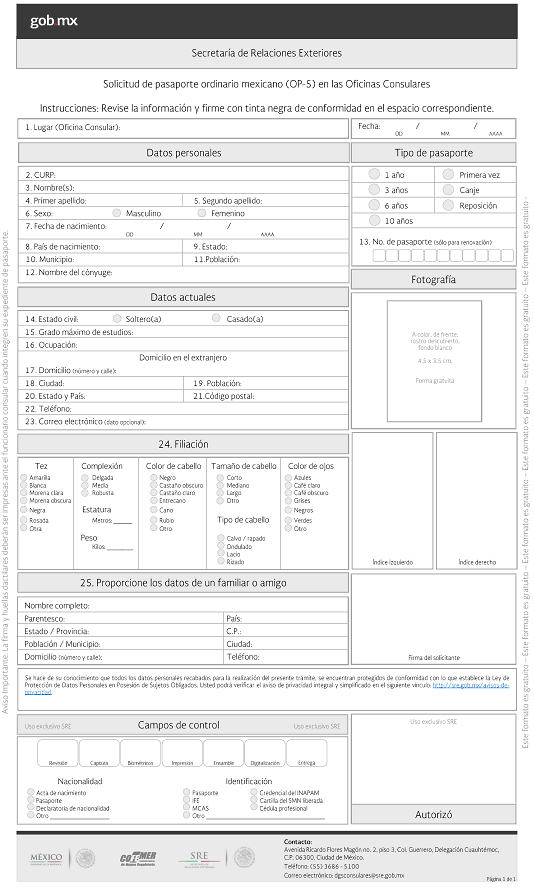 gob.mx
Secretaría de Relaciones Exteriores
Solicitud de pasaporte ordinario mexicano (OP-5) en las Oficinas Consulares
Instrucciones: Revise la información y firme con tinta negra de conformidad en el espacio correspondiente.
1. Lugar (Oficina Consular):
Fecha: / /
DD MM AAAA
Datos personales
2. CURP:
3. Nombre(s):
4. Primer apellido: 5. Segundo apellido:
6. Sexo: Masculino Femenino
7. Fecha de nacimiento: / /
DD MM AAAA
8. País de nacimiento: 9. Estado:
10. Municipio: 11.Población:
12. Nombre del cónyuge:
Tipo de pasaporte
1 año Primera vez
3 años Canje
6 años Reposición
10 años
13. No. de pasaporte (sólo para renovación)
Datos actuales
14. Estado civil: Soltero(a) Casado(a)
15. Grado máximo de estudios:
16. Ocupación:
Domicilio en el extranjero
17. Domicilio (número y calle):
18. Ciudad: 19. Población:
20. Estado y País: 21.Código postal:
22. Teléfono:
23. Correo electrónico (dato opcional):
Fotografía
A color, de frente,
rostro descubierto,
fondo blanco
4.5 x 3.5 cm.
Forma gratuita
24. Filiación
Tez
Amarilla
Blanca
Morena clara
Morena obscura
Negra
Rosada
Otra
Complexión
Delgada
Media
Robusta
Estatura
Metros: ______
Peso
Kilos: ________
Color de cabello
Negro
Castaño obscuro
Castaño claro
Entrecano
Cano
Rubio
Otro
Tamaño de cabello
Corto
Mediano
Largo
Otro
Tipo de cabello
Calvo / rapado
Ondulado
Lacio
Rizado
Color de ojos
Azules
Café claro
Café obscuro
Grises
Negros
Verdes
Otro
Índice izquierdo Índice derecho
25. Proporcione los datos de un familiar o amigo
Nombre completo:
Parentesco: País:
Estado / Provincia: C.P.:
Población / Municipio: Ciudad:
Domicilio (número y calle): Teléfono:
Firma del solicitante
Se hace de su conocimiento que todos los datos personales recabados para la realización del presente trámite, se encuentran protegidos de conformidad con lo que establece la Ley de
Protección de Datos Personales en Posesión de Sujetos Obligados. Usted podrá verificar el aviso de privacidad integral y simplificado en el siguiente vínculo: http://sre.gob.mx/avisos-de-
privacidad.
Uso exclusivo SRE Campos de control Uso exclusivo SRE
Revisión Captura Biométricos Impresión Ensamble Digitalización Entrega
Nacionalidad
Acta de nacimiento
Pasaporte
Declaratoria de nacionalidad
Otro
Identificación
Pasaporte
IFE
MCAS
Otro
Credencial del INAPAM
Cartilla del SMN liberada
Cédula profesional
Uso exclusivo SRE
Autorizó
MÉXICO
COFEMER
SRE
Contacto:
Avenida Ricardo Flores Magón no. 2, piso 3, Col. Guerrero, Delegación Cuauhtémoc,
C.P. 06300, Ciudad de México.
Teléfono: (55) 3686 - 5100
Correo electrónico: dgsconsulares@sre.gob.mx
Página 1 de 1
Aviso Importante: La firma y huellas dactilares deberán ser impresas ante el funcionario consular cuando integren su expediente de pasaporte.
Este formato es gratuito – Este formato es gratuito – Este formato es gratuito – Este formato es gratuito – Este formato es gratuito - Este formato es gratuito -